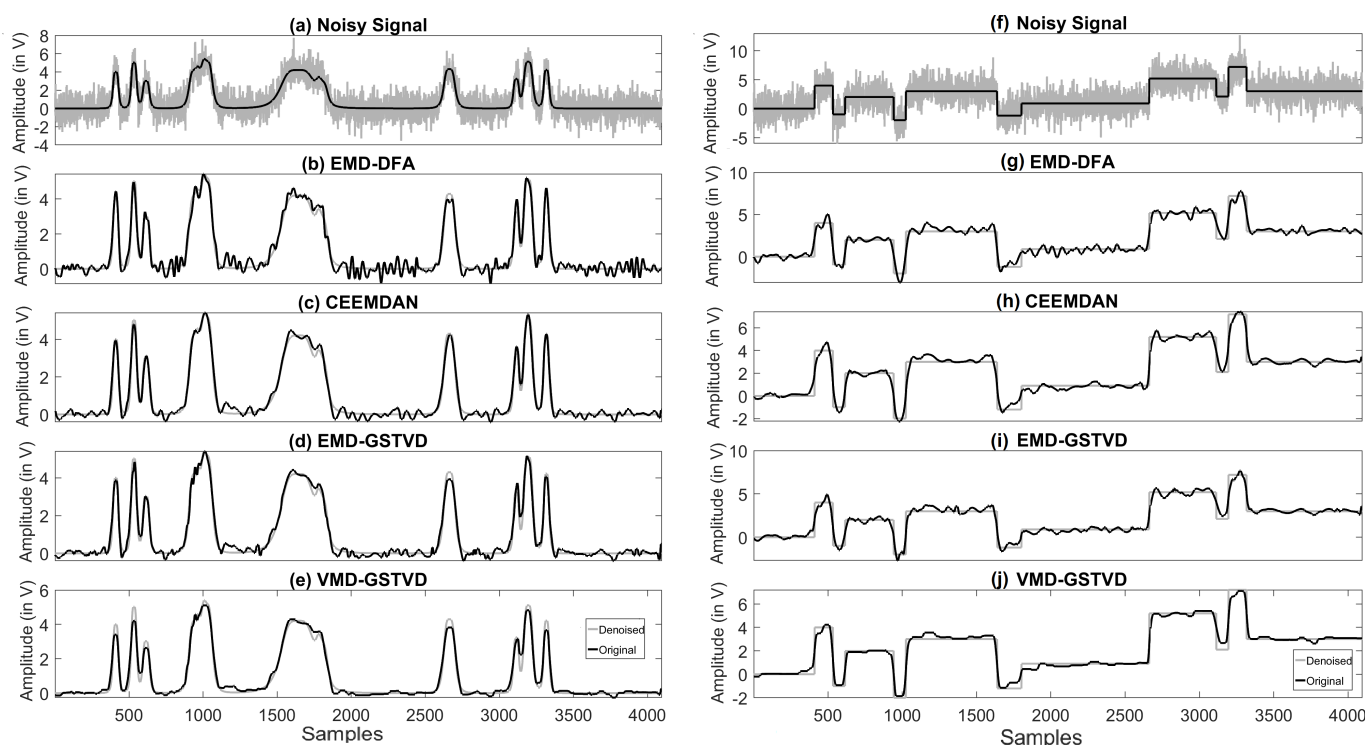 (a) Noisy Signal
Amplitude (in V)
8
6
4
2
0
-2
-4
(b) EMD-DFA
Amplitude (in V)
4
2
0
(c) CEEMDAN
Amplitude (in V)
4
2
0
(d) EMD-GSTVD
Amplitude (in V)
4
2
0
(e) VMD-GSTVD
Amplitude (in V)
6
4
2
0
Denoised
Original
500 1000 1500 2000 2500 3000 3500 4000
Samples
(f) Noisy Signal
Amplitude (in V)
10
5
0
-5
(g) EMD-DFA
Amplitude (in V)
10
5
0
(h) CEEMDAN
Amplitude (in V)
6
4
2
0
-2
(i) EMD-GSTVD
Amplitude (in V)
10
5
0
(j) VMD-GSTVD
Amplitude (in V)
6
4
2
0
-2
Denoised
Original
500 1000 1500 2000 2500 3000 3500 4000
Samples